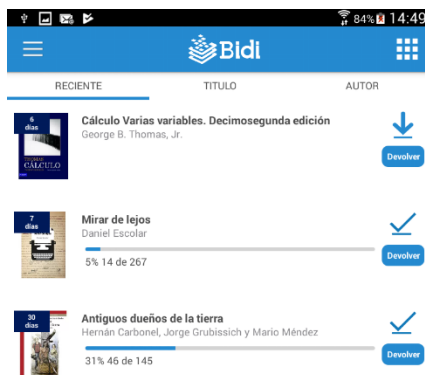 84% 14:49
Bidi
RECIENTE TITULO AUTOR
6
días
Cálculo Varias variables. Decimosegunda edición
George B. Thomas, Jr.
THOMAS
CÁLCULO
Devolver
7
días
Mirar de lejos
Daniel Escolar
5% 14 de 267
Devolver
30
días
Antiguos dueños de la tierra
Hernán Carbonel, Jorge Grubissich y Mario Méndez
31% 46 de 145
Devolver